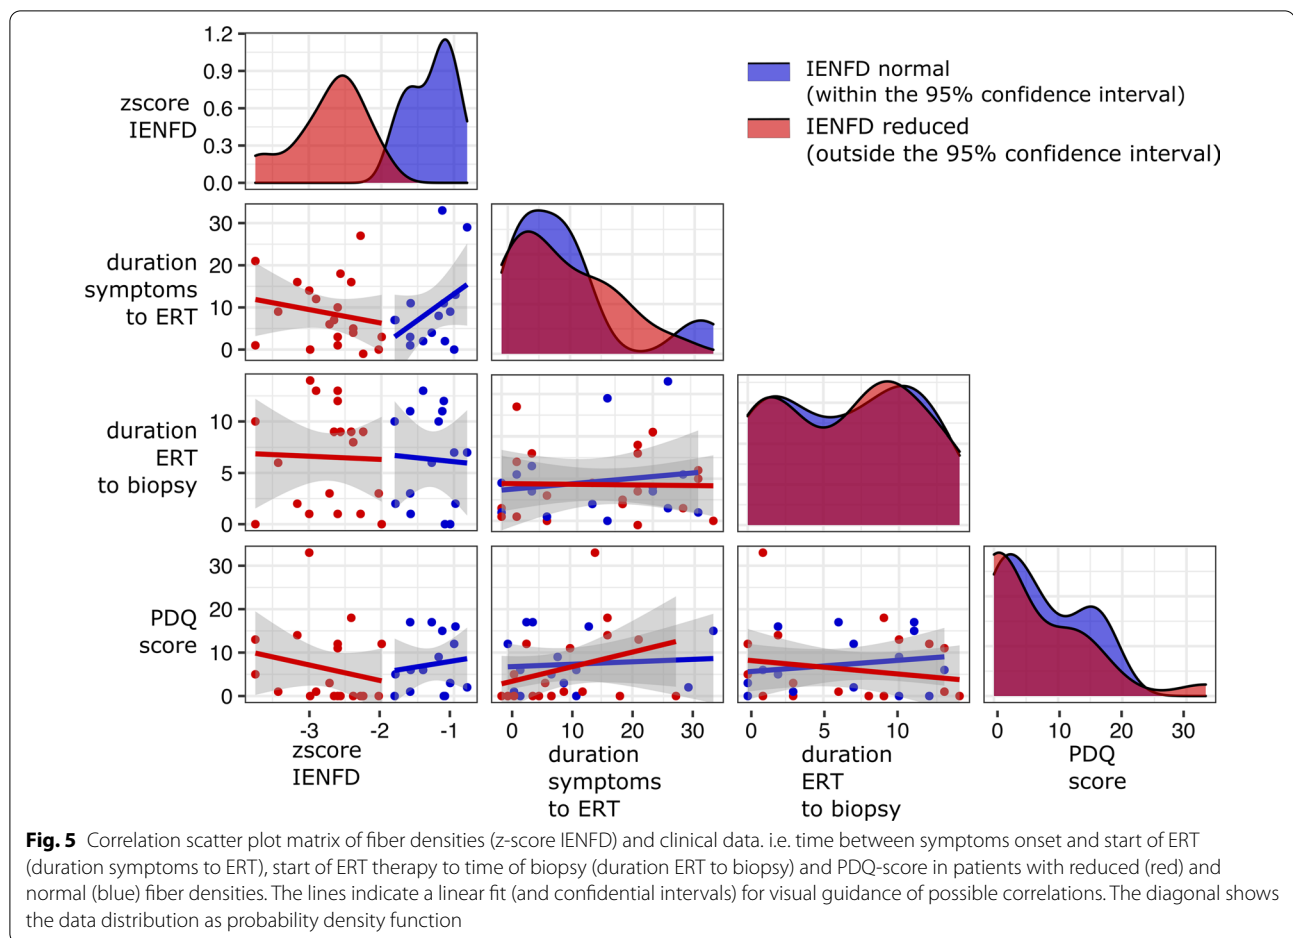 1.2
0.9
0.6
0.3
0.0
zscore
IENFD
IENFD normal
(within the 95% confidence interval)
IENFD reduced
(outside the 95% confidence interval)
30
20
10
0
duration
symptoms
to ERT
10
5
0
duration
ERT
to biopsy
30
20
10
0
PDQ
score
-3 -2 -1
zscore
IENFD
0 10 20 30
duration
symptoms
to ERT
0 5 10
duration
ERT
to biopsy
0 10 20 30
PDQ
score
Fig. 5 Correlation scatter plot matrix of fiber densities (z-score IENFD) and clinical data. i.e. time between symptoms onset and start of ERT
(duration symptoms to ERT), start of ERT therapy to time of biopsy (duration ERT to biopsy) and PDQ-score in patients with reduced (red) and
normal (blue) fiber densities. The lines indicate a linear fit (and confidential intervals) for visual guidance of possible correlations. The diagonal shows
the data distribution as probability density function